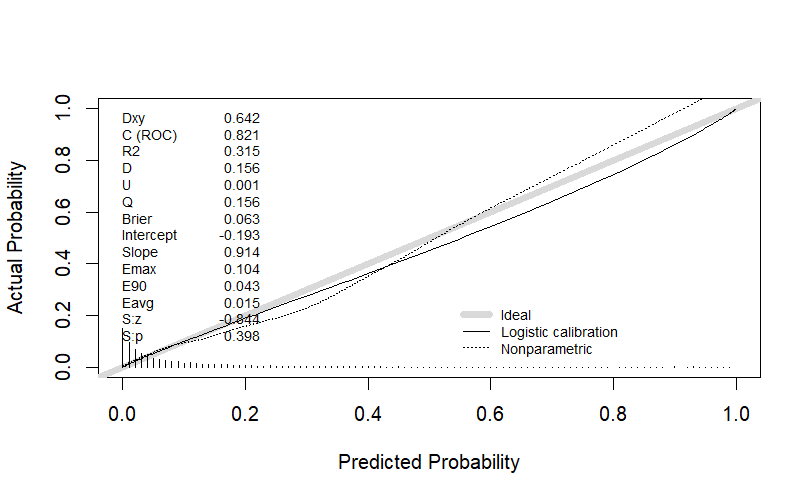 Dxy 0.642
C (ROC) 0.821
R2 0.315
D 0.156
U 0.001
Q 0.156
Brier 0.063
Intercept -0.193
Slope 0.914
Emax 0.104
E90 0.043
Eavg 0.015
S:z -0.844
S:p 0.398
Ideal
Logistic calibration
Nonparametric
Actual Probability
1.0
0.8
0.6
0.4
0.2
0.0
0.0 0.2 0.4 0.6 0.8 1.0
Predicted Probability